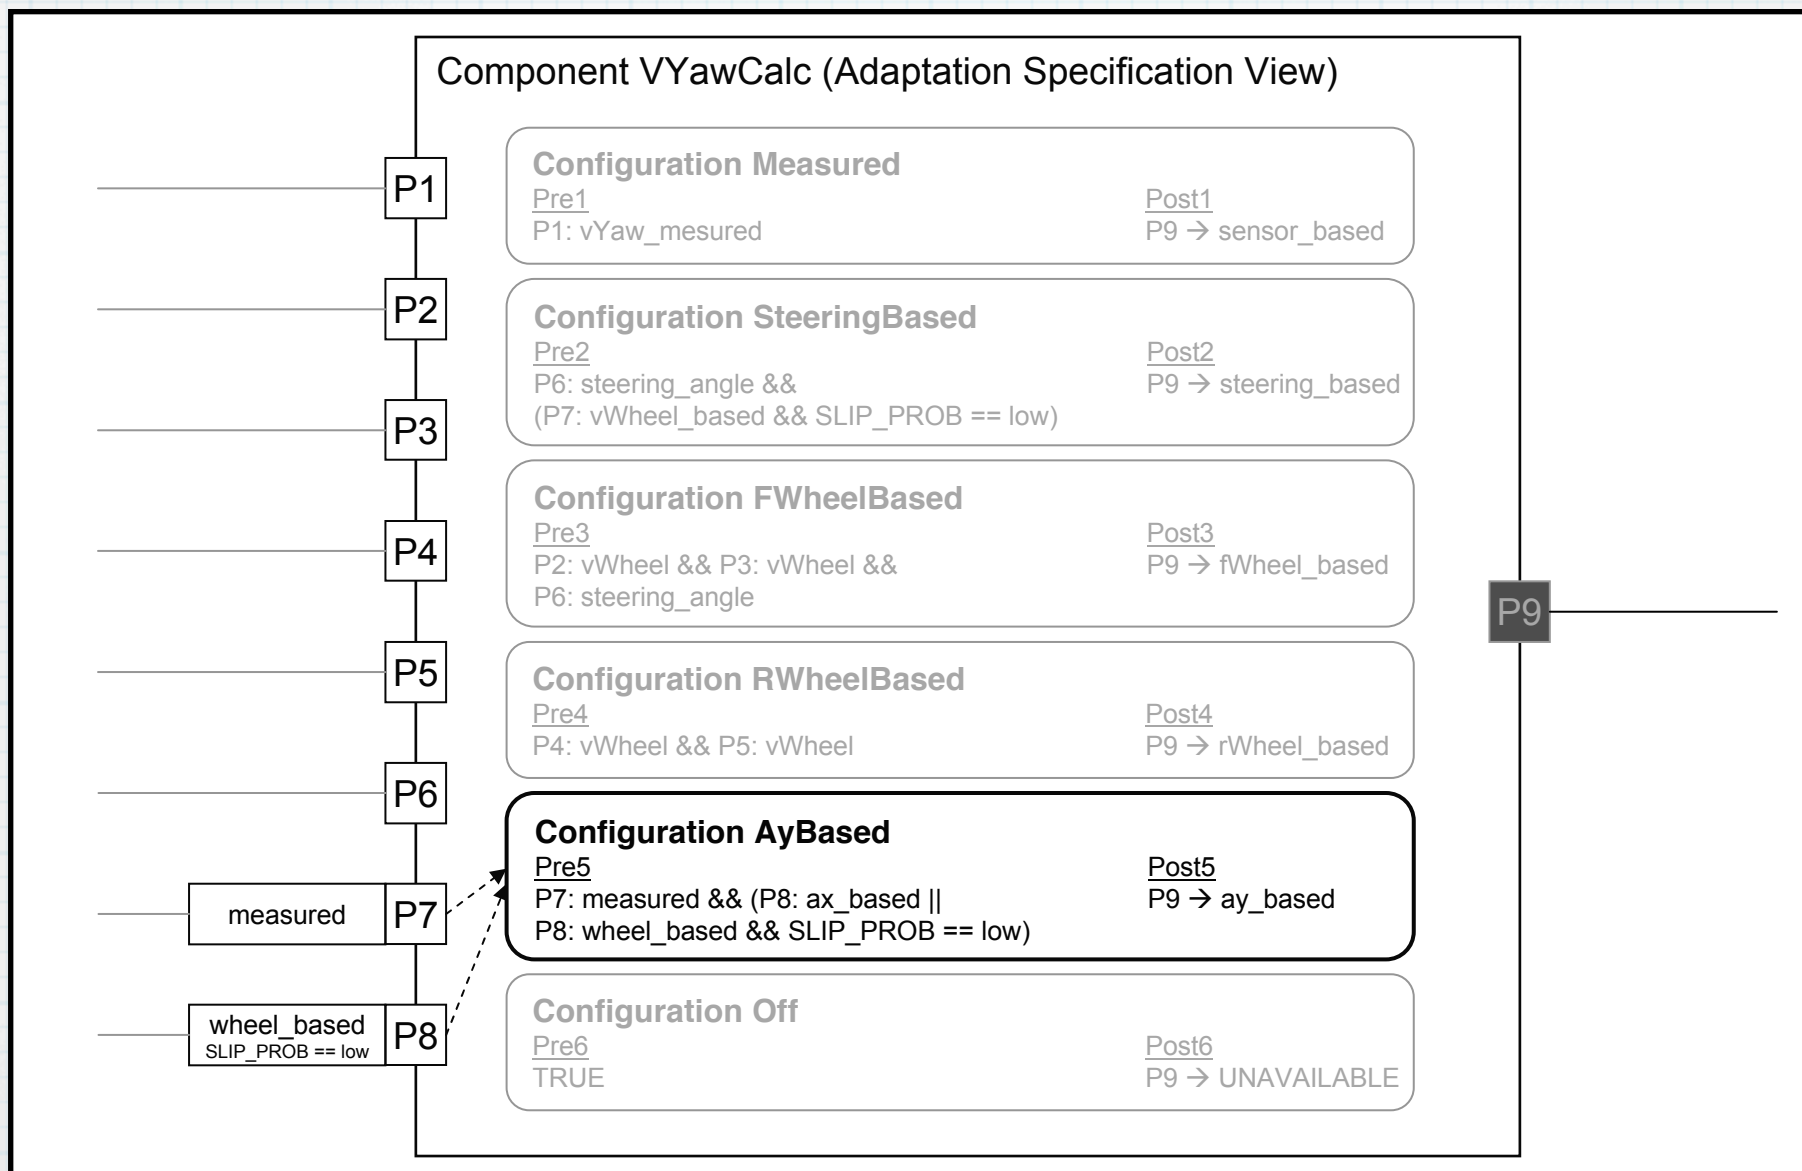 Component VYawCalc (Adaptation Specification View)
P1
Configuration Measured
Pre1
Post1
P1: vYaw_mesured
P9 → sensor_based
P2
Configuration SteeringBased
Pre2
Post2
P6: steering_angle &&
P9 → steering_based
(P7: vWheel_based && SLIP_PROB == low)
P3
Configuration FWheelBased
Pre3
Post3
P4
P2: vWheel && P3: vWheel &&
P9 → fWheel_based
P6: steering_angle
P9
P5
Configuration RWheelBased
Pre4
Post4
P4: vWheel && P5: vWheel
P9 → rWheel_based
P6
Configuration AyBased
Pre5
Post5
P7: measured && (P8: ax_based ||
P9 → ay_based
P8: wheel_based && SLIP_PROB == low)
measured
P7
wheel_based
SLIP_PROB == low
P8
Configuration Off
Pre6
Post6
TRUE
P9 → UNAVAILABLE